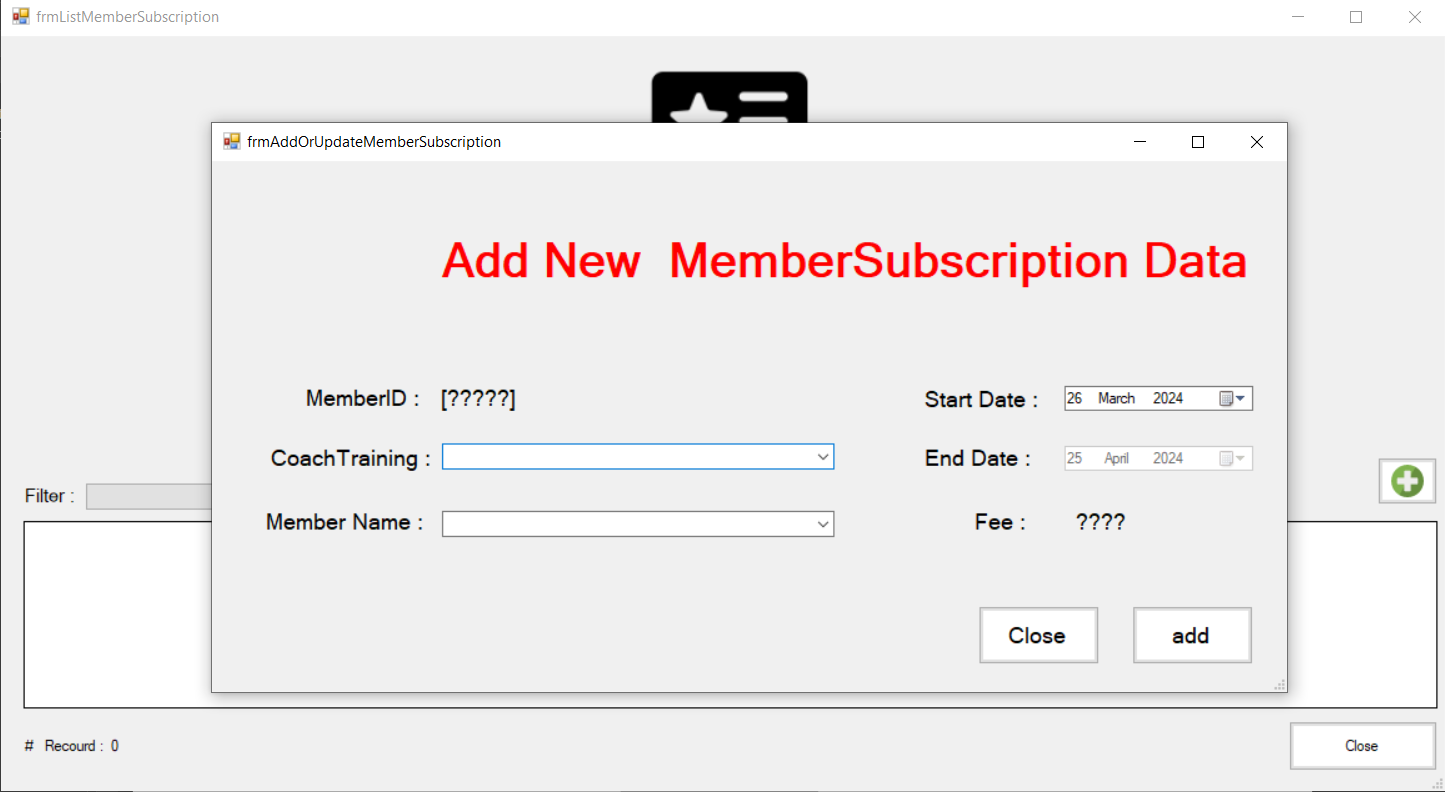 frmListMemberSubscription
frmAddOrUpdateMemberSubscription
Add New  MemberSubscription Data
MemberID : [?????]
Start Date : 26 March 2024
CoachTraining :
End Date : 25 April 2024
Filter :
Member Name :
Fee : ????
Close add
# Recourd : 0
Close